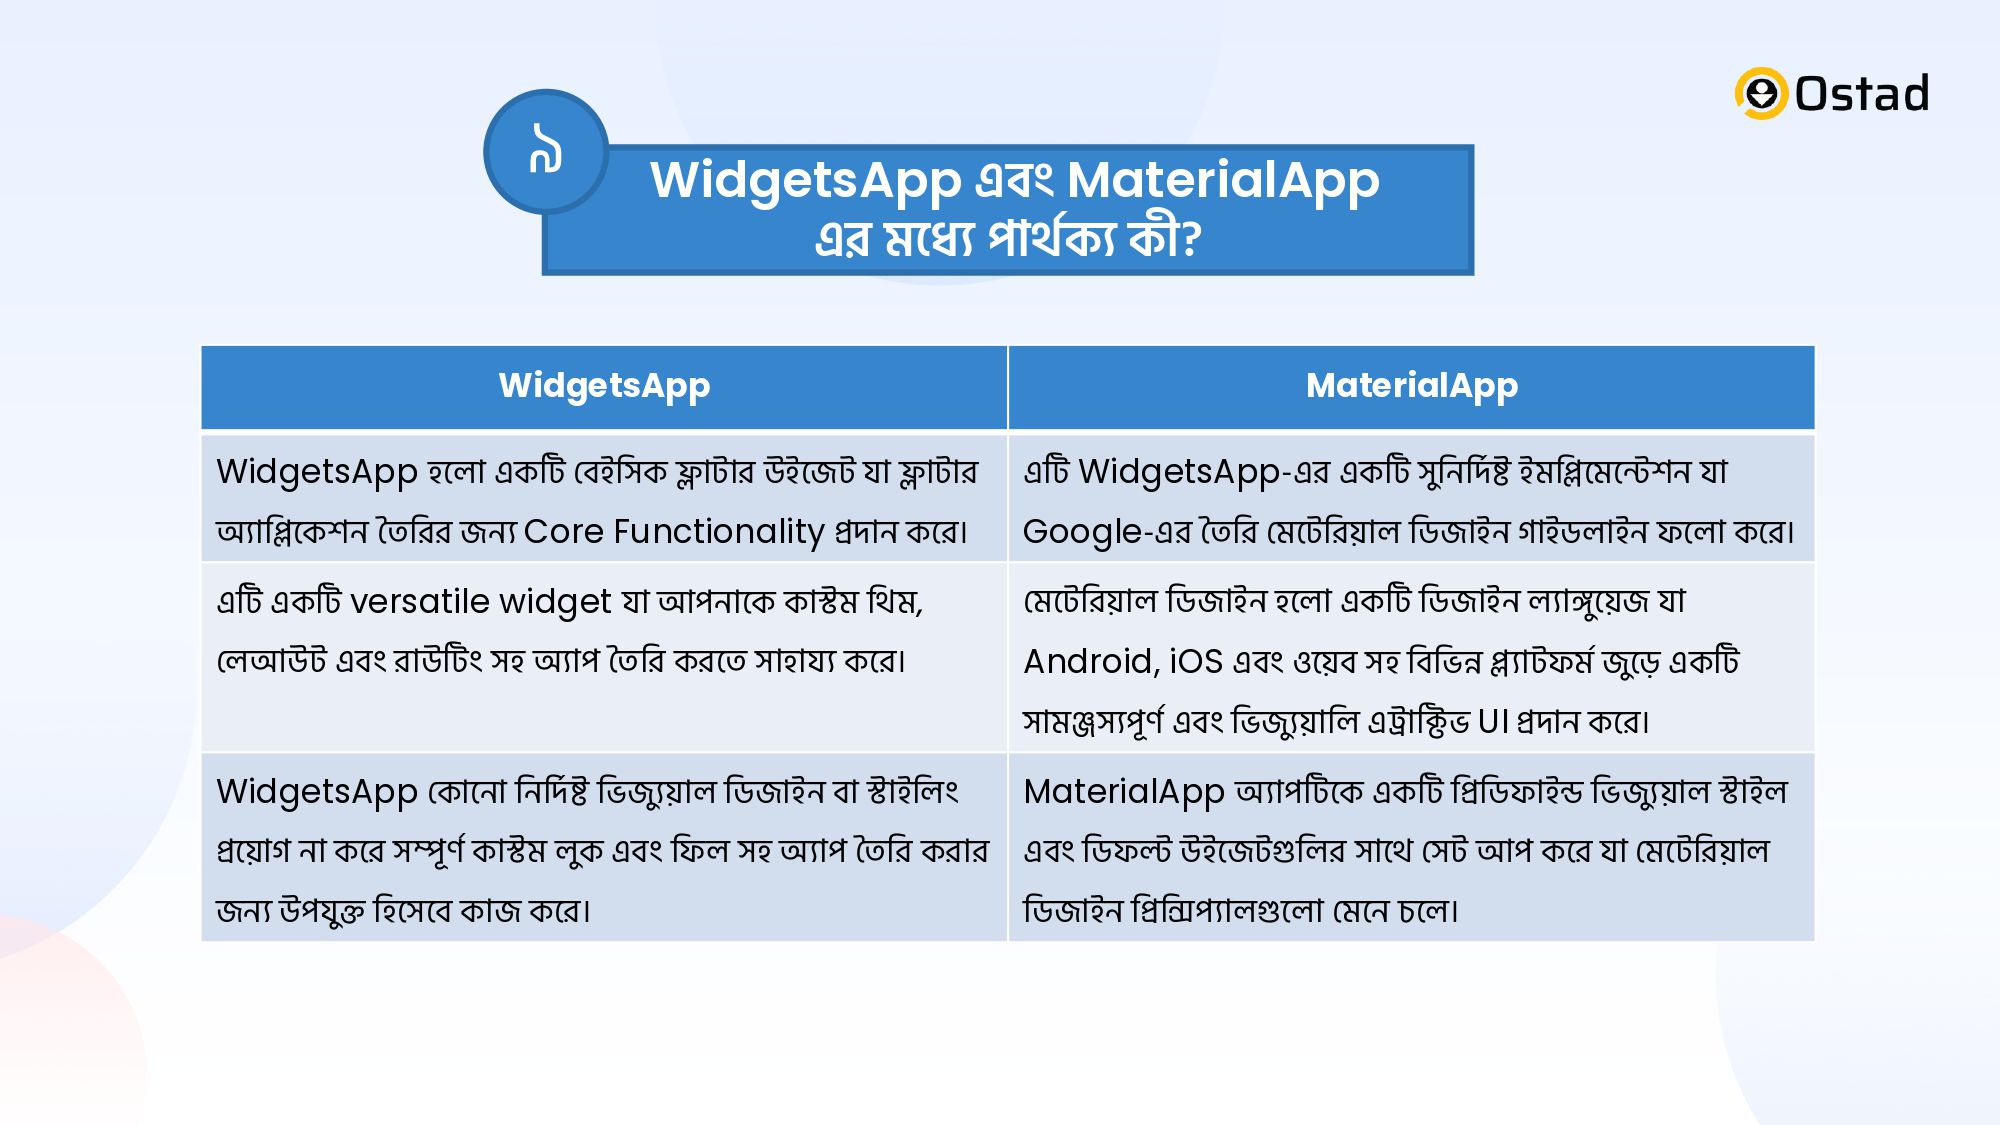 Ostad
৯
WidgetsApp এবং MaterialApp
এর মধ্যে পার্থক্য কী?
WidgetsApp
MaterialApp
WidgetsApp হলো একটি বেইসিক ফ্লাটার উইজেট যা ফ্লাটার
অ্যাপ্লিকেশন তৈরির জন্য Core Functionality প্রদান করে।
এটি WidgetsApp-এর একটি সুনির্দিষ্ট ইমপ্লিমেন্টেশন যা
Google-এর তৈরি মেটেরিয়াল ডিজাইন গাইডলাইন ফলো করে।
এটি একটি versatile widget যা আপনাকে কাস্টম থিম,
লেআউট এবং রাউটিং সহ অ্যাপ তৈরি করতে সাহায্য করে।
মেটেরিয়াল ডিজাইন হলো একটি ডিজাইন ল্যাঙ্গুয়েজ যা
Android, iOS এবং ওয়েব সহ বিভিন্ন প্ল্যাটফর্ম জুড়ে একটি
সামঞ্জস্যপূর্ণ এবং ভিজ্যুয়ালি এট্রাক্টিভ UI প্রদান করে।
WidgetsApp কোনো নির্দিষ্ট ভিজ্যুয়াল ডিজাইন বা স্টাইলিং
প্রয়োগ না করে সম্পূর্ণ কাস্টম লুক এবং ফিল সহ অ্যাপ তৈরি করার
জন্য উপযুক্ত হিসেবে কাজ করে।
MaterialApp অ্যাপটিকে একটি প্রিডিফাইন্ড ভিজ্যুয়াল স্টাইল
এবং ডিফল্ট উইজেটগুলির সাথে সেট আপ করে যা মেটেরিয়াল
ডিজাইন প্রিন্সিপ্যালগুলো মেনে চলে।